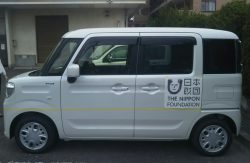 日本
財団
THE NIPPON
FOUNDATION